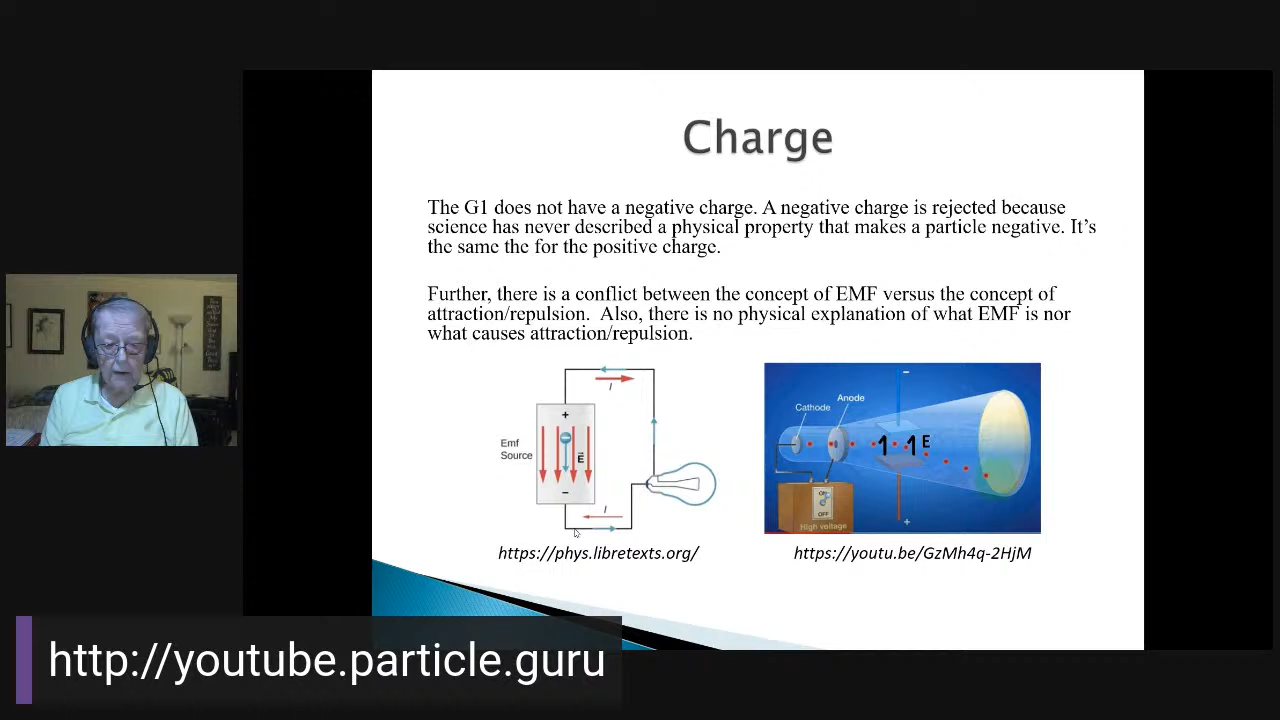 Charge
The G1 does not have a negative charge. A negative charge is rejected because
science has never described a physical property that makes a particle negative. It's
the same the for the positive charge.
Further, there is a conflict between the concept of EMF versus the concept of
attraction/repulsion. Also, there is no physical explanation of what EMF is nor
what causes attraction/repulsion.
I
+
Emf
Source
E
−
I
https://phys.libretexts.org/
−
Anode
Cathode
E
ON
OFF
High voltage
+
https://youtu.be/GzMh4q-2HjM
http://youtube.particle.guru